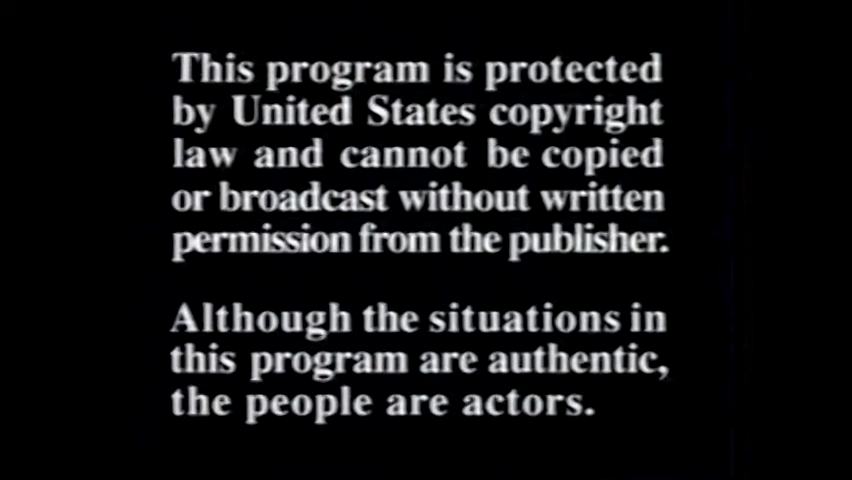 This program is protected
by United States copyright
law and cannot be copied
or broadcast without written
permission from the publisher.
Although the situations in
this program are authentic,
the people are actors.